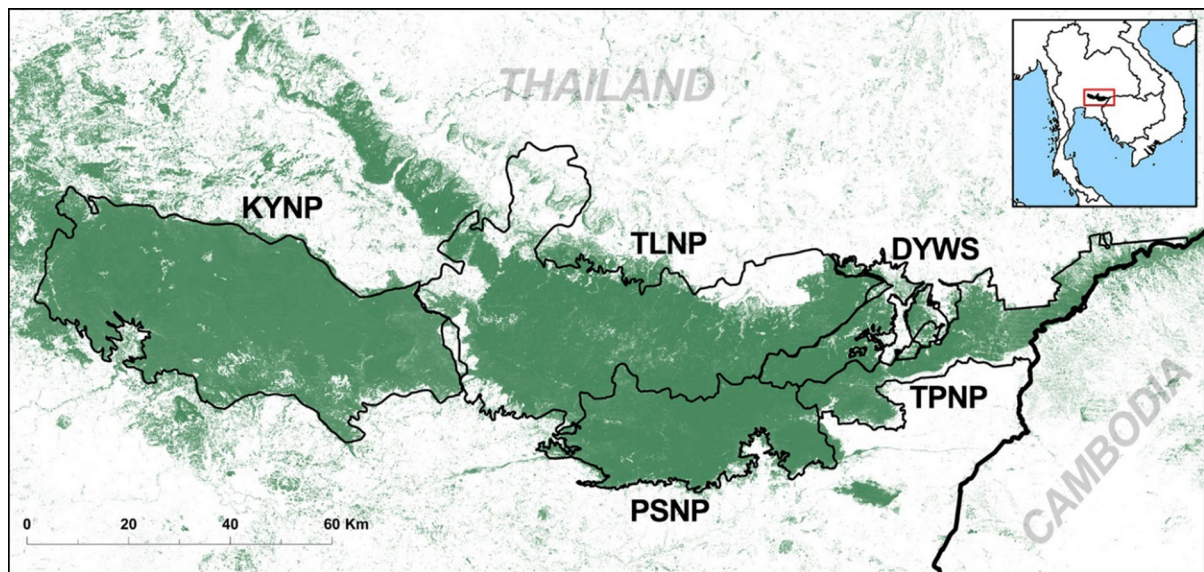 THAILAND
KYNP
TLNP
DYWS
TPNP
PSNP
CAMBODIA
0 20 40 60 Km